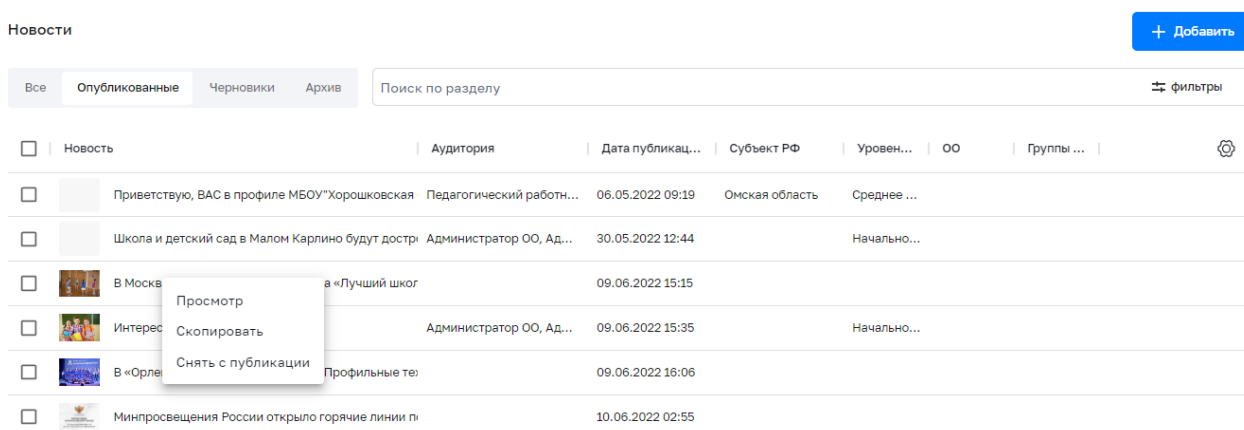 Новости
+ Добавить
Все Опубликованные Черновики Архив Поиск по разделу фильтры
Новость Аудитория Дата публикац... Субъект РФ Уровен... ОО Группы ...
Приветствую, ВАС в профиле МБОУ"Хорошковская Педагогический работн... 06.05.2022 09:19 Омская область Среднее ...
Школа и детский сад в Малом Карлино будут достр Администратор ОО, Ад... 30.05.2022 12:44 Начально...
В Москв а «Лучший школ 09.06.2022 15:15
Просмотр
Интерес Администратор ОО, Ад... 09.06.2022 15:35 Начально...
Скопировать
Снять с публикации
В «Орле Профильные те 09.06.2022 16:06
Минпросвещения России открыло горячие линии п 10.06.2022 02:55